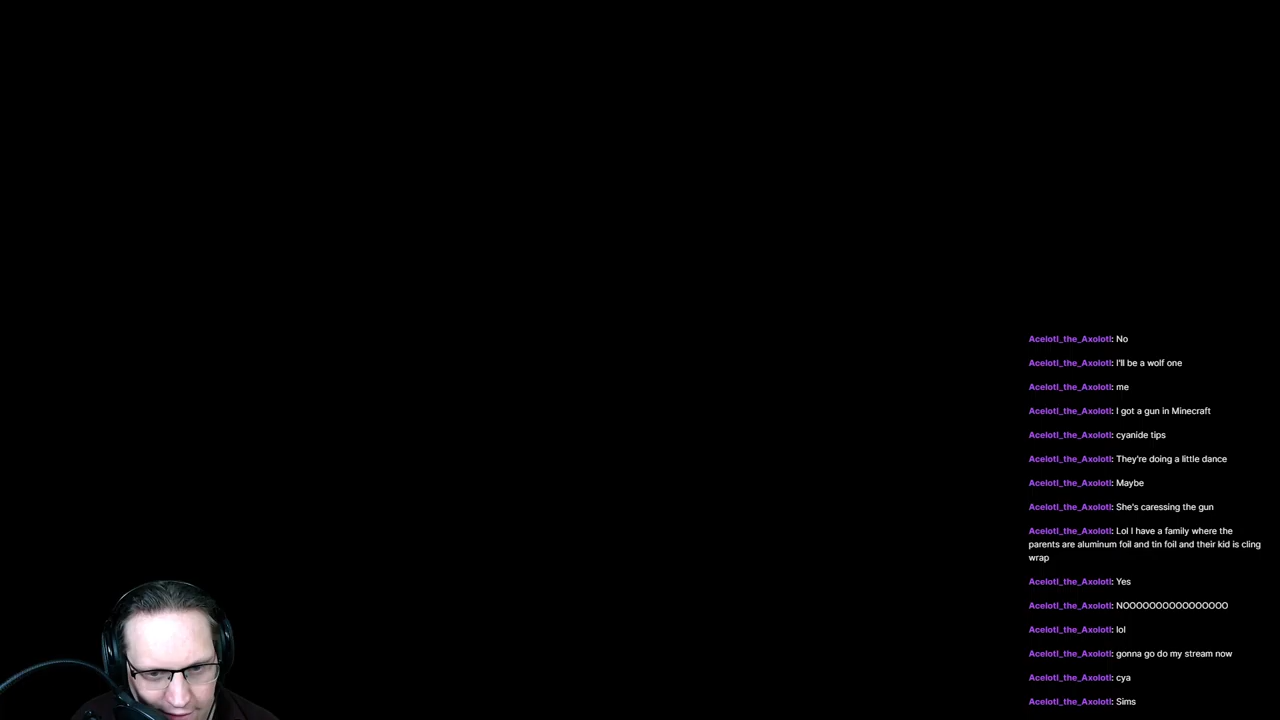 Acelotl_the_Axolotl: No
Acelotl_the_Axolotl: I'll be a wolf one
Acelotl_the_Axolotl: me
Acelotl_the_Axolotl: I got a gun in Minecraft
Acelotl_the_Axolotl: cyanide tips
Acelotl_the_Axolotl: They're doing a little dance
Acelotl_the_Axolotl: Maybe
Acelotl_the_Axolotl: She's caressing the gun
Acelotl_the_Axolotl: Lol I have a family where the
parents are aluminum foil and tin foil and their kid is cling
wrap
Acelotl_the_Axolotl: Yes
Acelotl_the_Axolotl: NOOOOOOOOOOOOOOOO
Acelotl_the_Axolotl: lol
Acelotl_the_Axolotl: gonna go do my stream now
Acelotl_the_Axolotl: cya
Acelotl_the_Axolotl: Sims